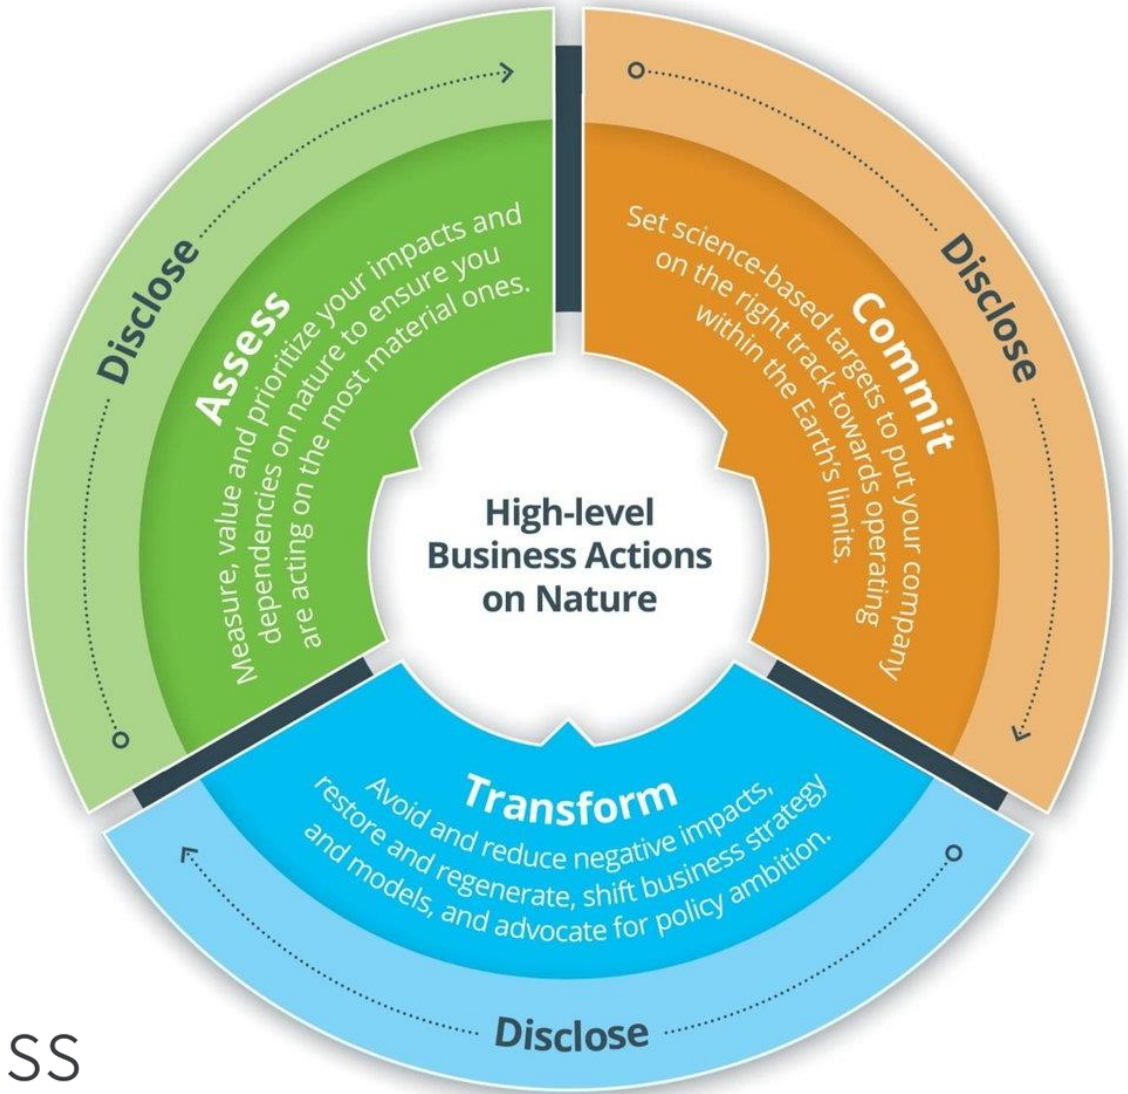 High-level
Business Actions
on Nature
Disclose
Assess
Measure, value and prioritize your impacts and
dependencies on nature to ensure you
are acting on the most material ones.
Disclose
Commit
Set science-based targets to put your company
on the right track towards operating
within the Earth's limits.
Transform
Avoid and reduce negative impacts,
restore and regenerate, shift business strategy
and models, and advocate for policy ambition.
Disclose
SS